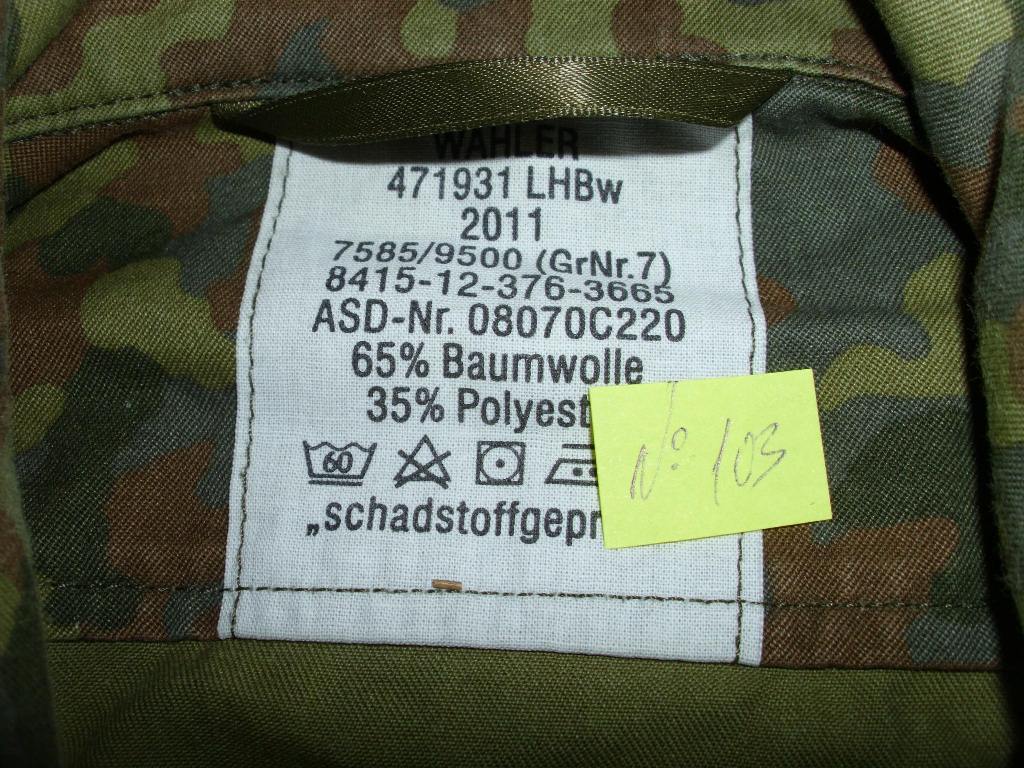 WAHLER
471931 LHBw
2011
7585/9500 (GrNr.7)
8415-12-376-3665
ASD-Nr. 08070C220
65% Baumwolle
35% Polyest
60
„schadstoffgepr
№ 103